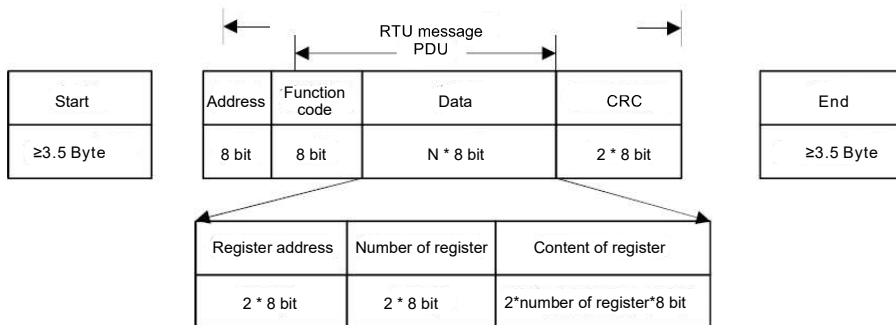 RTU message
PDU
Start
Address
Function
code
Data
CRC
End
≥3.5 Byte
8 bit
8 bit
N * 8 bit
2 * 8 bit
≥3.5 Byte
Register address
Number of register
Content of register
2 * 8 bit
2 * 8 bit
2*number of register*8 bit